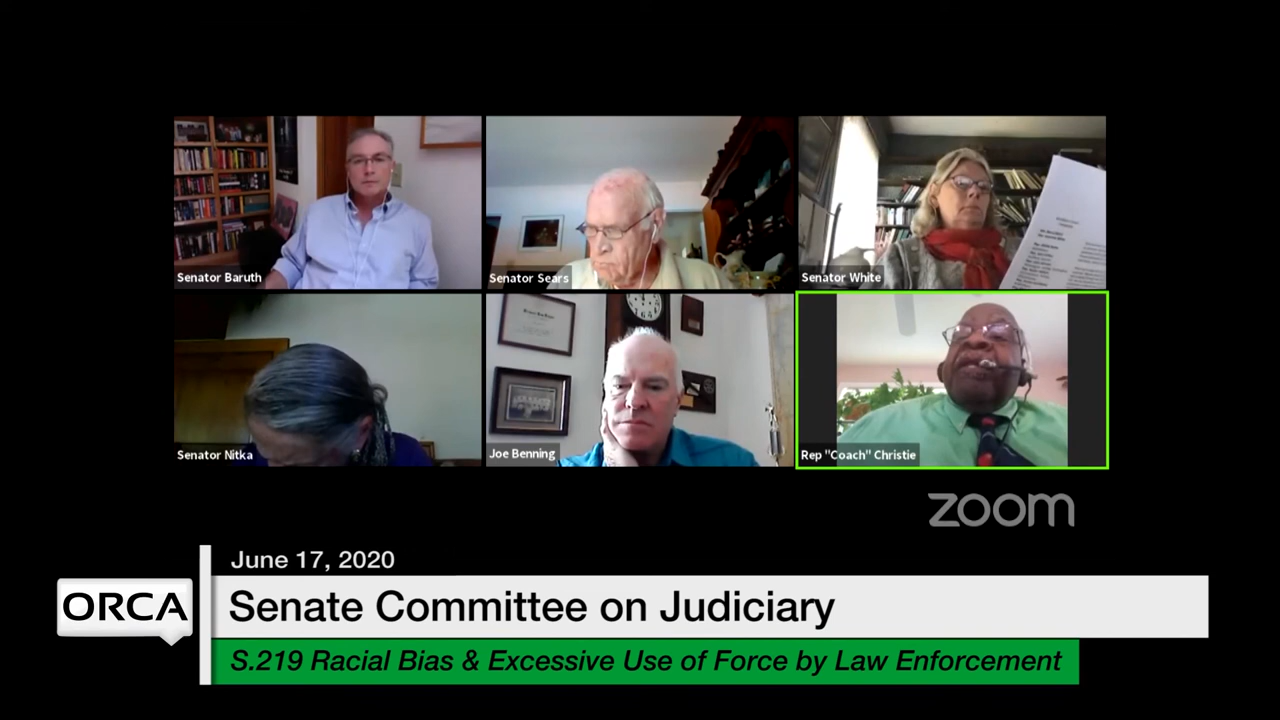 Senator Baruth
Senator Sears
Senator White
Senator Nitka
Joe Benning
Rep "Coach" Christie
zoom
June 17, 2020
ORCA
Senate Committee on Judiciary
S.219 Racial Bias & Excessive Use of Force by Law Enforcement